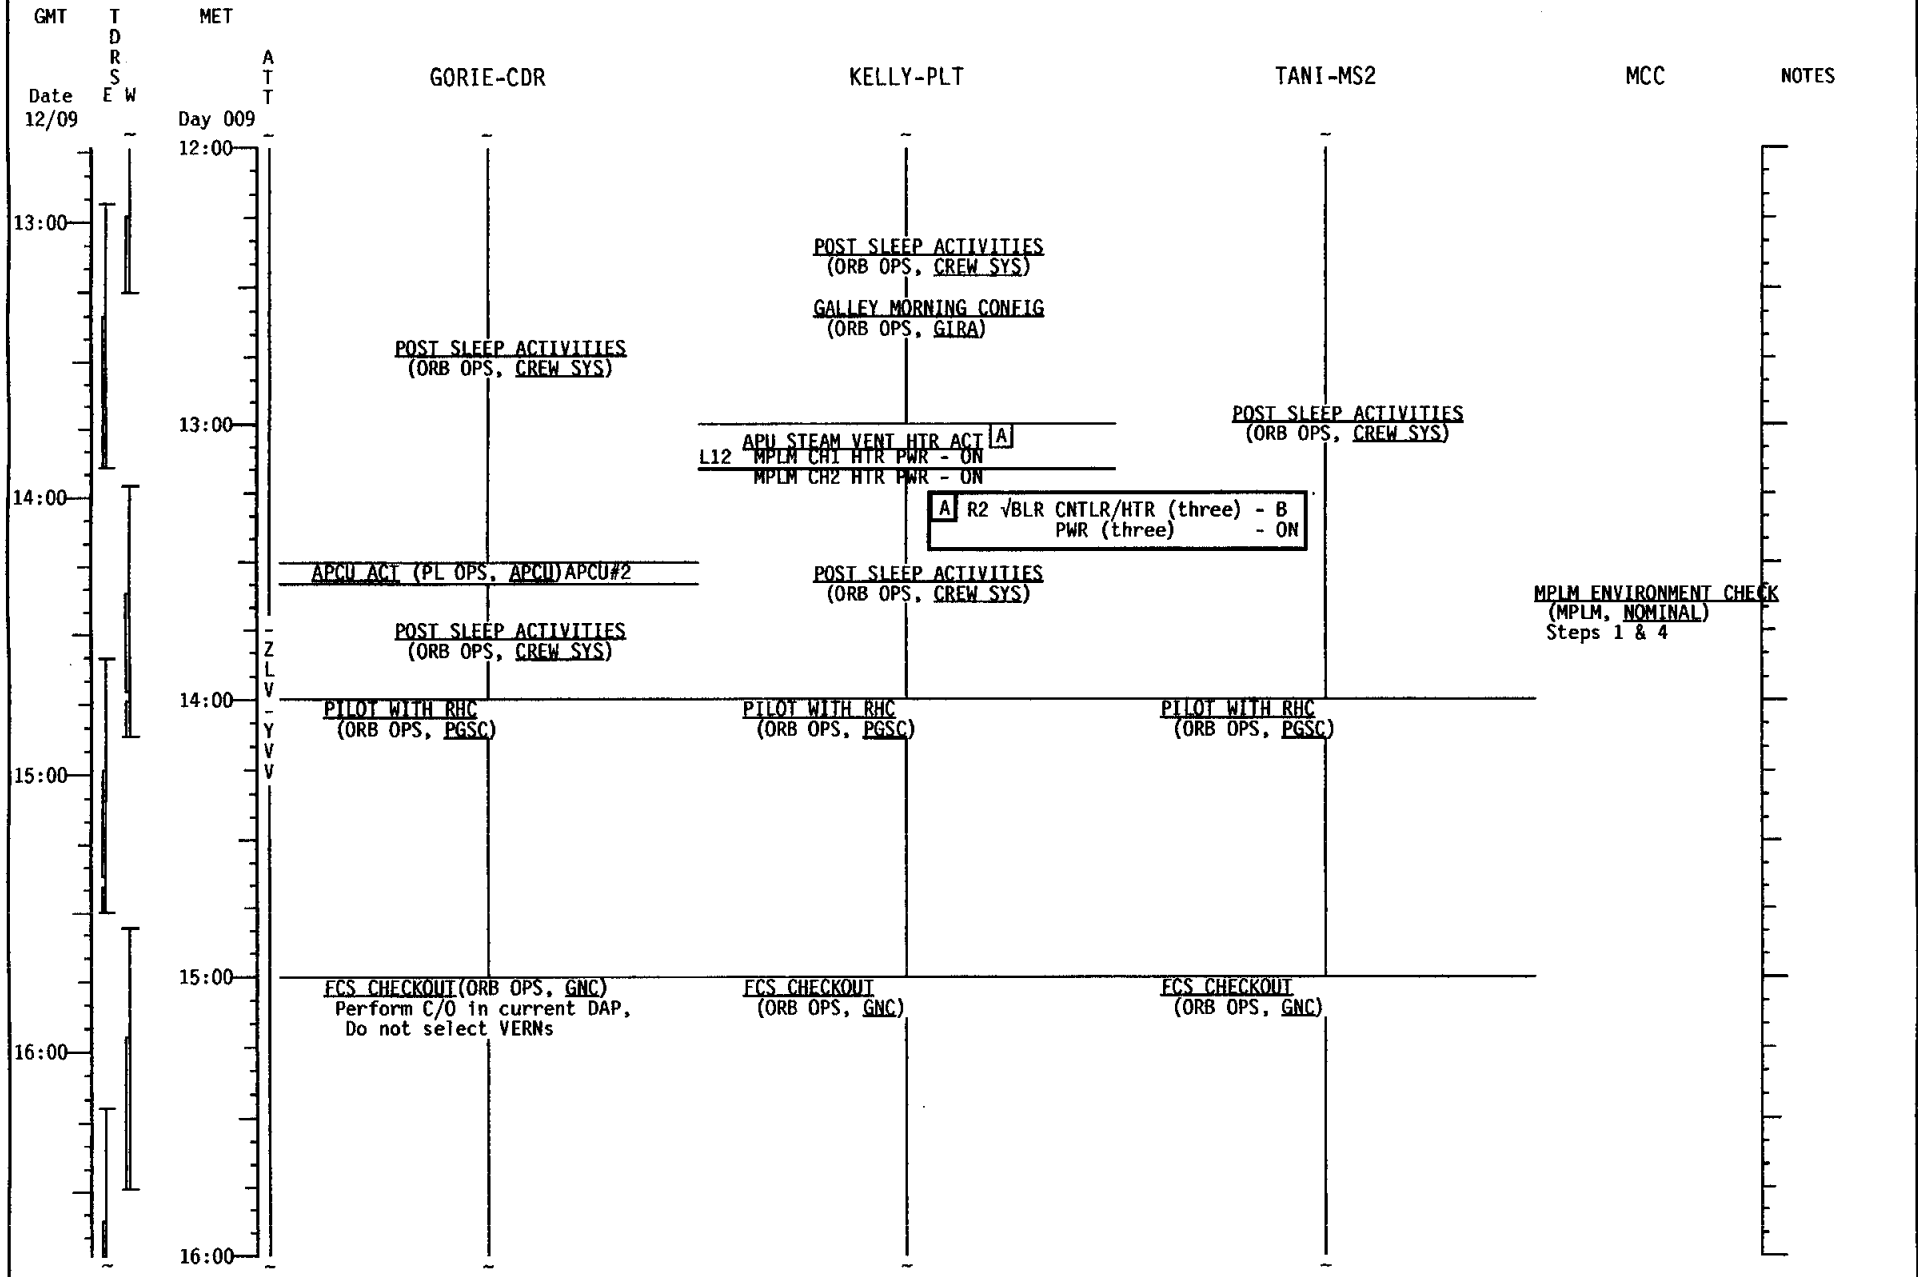 GMT T D R S MET
A T T
GORIE-CDR KELLY-PLT TANI-MS2 MCC NOTES
Date E W
12/09 Day 009
12:00
13:00
POST SLEEP ACTIVITIES
(ORB OPS, CREW SYS)
GALLEY MORNING CONFIG
(ORB OPS, GIRA)
POST SLEEP ACTIVITIES
(ORB OPS, CREW SYS)
13:00
POST SLEEP ACTIVITIES
(ORB OPS, CREW SYS)
APU STEAM VENT HTR ACT A
L12 MPLM CH1 HTR PWR - ON
MPLM CH2 HTR PWR - ON
14:00
A R2 √BLR CNTLR/HTR (three) - B
PWR (three) - ON
APCU ACT (PL OPS, APCU)APCU#2
POST SLEEP ACTIVITIES
(ORB OPS, CREW SYS)
MPLM ENVIRONMENT CHECK
(MPLM, NOMINAL)
Steps 1 & 4
POST SLEEP ACTIVITIES
(ORB OPS, CREW SYS)
-ZLV -YVV
14:00
PILOT WITH RHC
(ORB OPS, PGSC)
PILOT WITH RHC
(ORB OPS, PGSC)
PILOT WITH RHC
(ORB OPS, PGSC)
15:00
15:00
FCS CHECKOUT(ORB OPS, GNC)
Perform C/O in current DAP,
Do not select VERNs
FCS CHECKOUT
(ORB OPS, GNC)
FCS CHECKOUT
(ORB OPS, GNC)
16:00
16:00